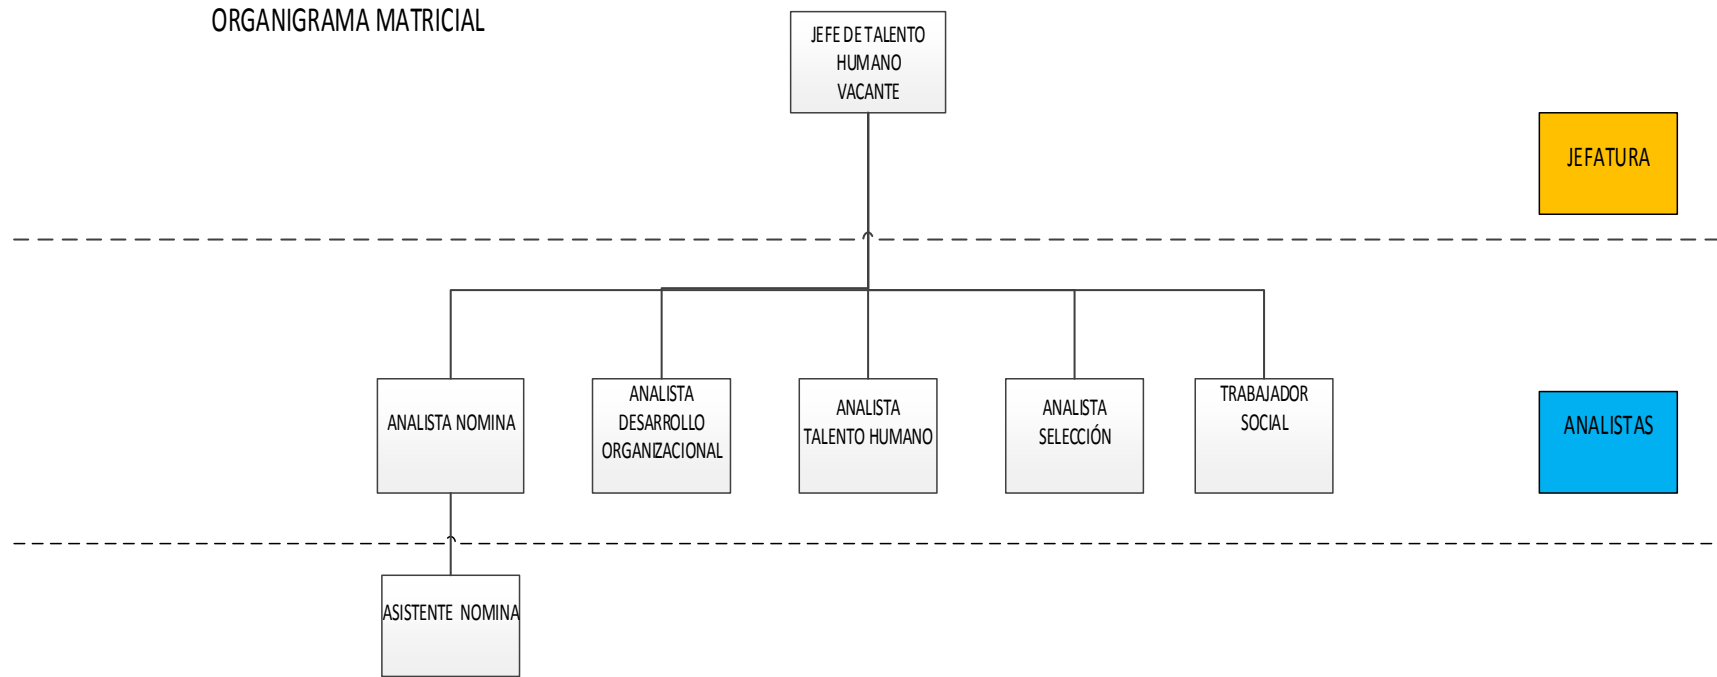 ORGANIGRAMA MATRICIAL
JEFE DE TALENTO
HUMANO
VACANTE
JEFATURA
ANALISTA NOMINA
ANALISTA
DESARROLLO
ORGANIZACIONAL
ANALISTA
TALENTO HUMANO
ANALISTA
SELECCIÓN
TRABAJADOR
SOCIAL
ANALISTAS
ASISTENTE NOMINA